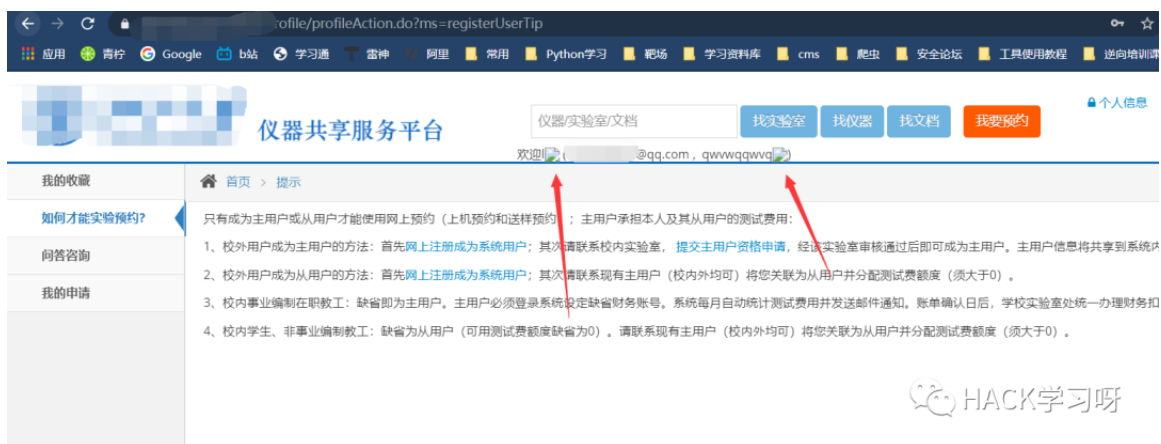 rofile/profileAction.do?ms=registerUserTip
应用 青柠 Google b站 学习通 雷神 阿里 常用 Python学习 靶场 学习资料库 cms 爬虫 安全论坛 工具使用教程 逆向培训课
仪器共享服务平台
仪器/实验室/文档 找实验室 找仪器 找文档 我要预约 个人信息
欢迎! ( @qq.com , qwvwqqwvq )
我的收藏
如何才能实验预约?
问答咨询
我的申请
首页 > 提示
只有成为主用户或从用户才能使用网上预约（上机预约和送样预约）；主用户承担本人及其从用户的测试费用：
1、校外用户成为主用户的方法：首先网上注册成为系统用户；其次请联系校内实验室， 提交主用户资格申请，经该实验室审核通过后即可成为主用户。主用户信息将共享到系统内
2、校外用户成为从用户的方法：首先网上注册成为系统用户；其次请联系现有主用户（校内外均可）将您关联为从用户并分配测试费额度（须大于0）。
3、校内事业编制在职教工：缺省即为主用户。主用户必须登录系统设定缺省财务账号。系统每月自动统计测试费用并发送邮件通知。账单确认日后，学校实验室处统一办理财务扣
4、校内学生、非事业编制教工：缺省为从用户（可用测试费额度缺省为0）。请联系现有主用户（校内外均可）将您关联为从用户并分配测试费额度（须大于0）。
HACK学习呀